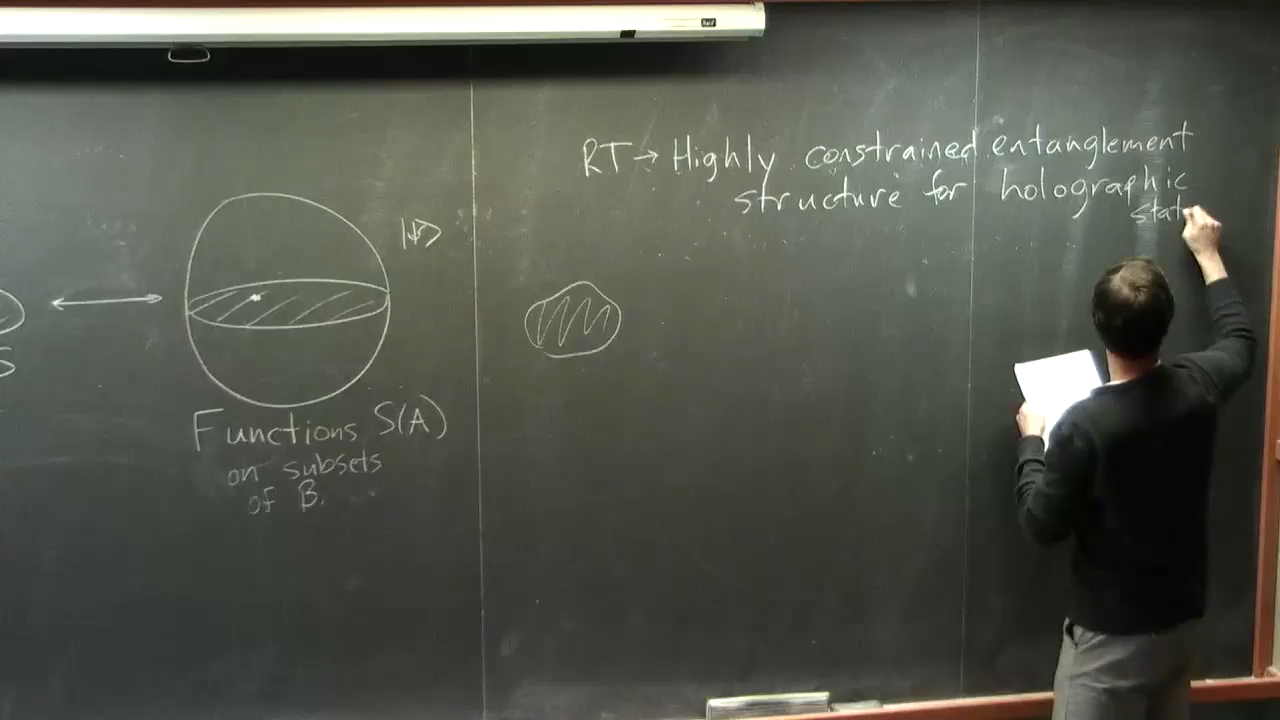 RT → Highly constrained entanglement
structure for holographic
stat
|ψ>
Functions S(A)
on subsets
of B.